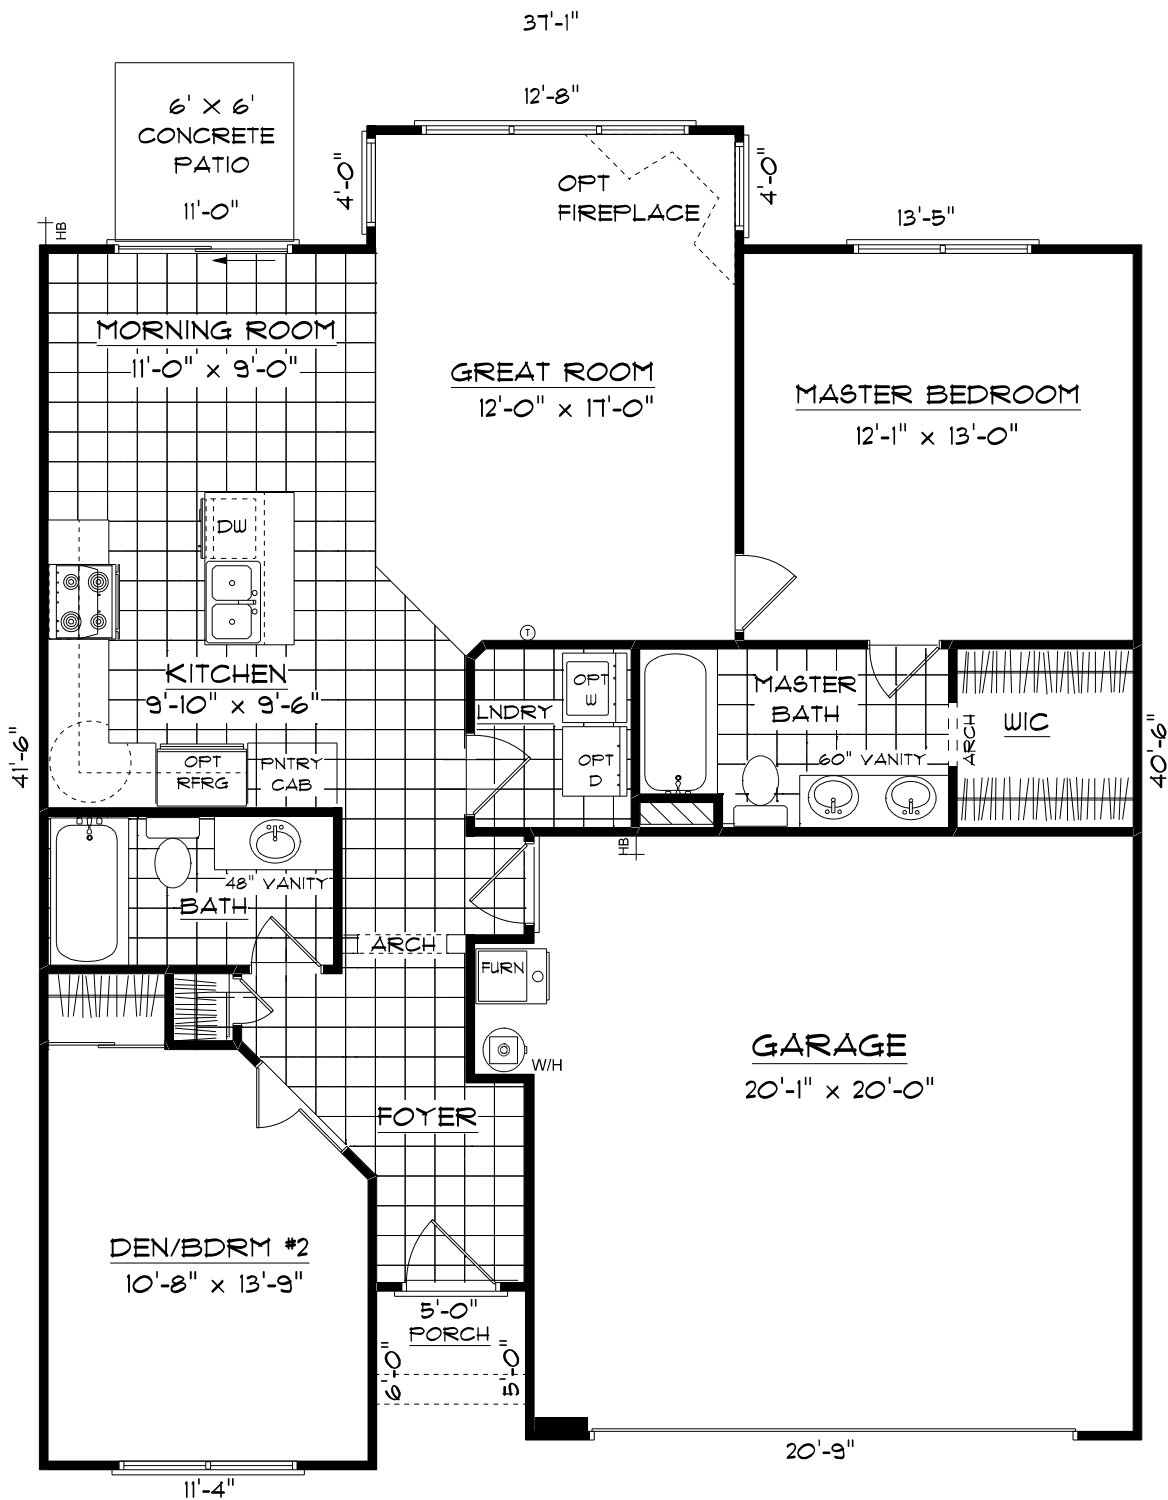 37'-1"
12'-8"
6' X 6'
CONCRETE
PATIO
11'-0"
4'-0"
OPT
FIREPLACE
4'-0"
13'-5"
HB
MORNING ROOM
11'-0" x 9'-0"
GREAT ROOM
12'-0" x 17'-0"
MASTER BEDROOM
12'-1" x 13'-0"
DW
T
KITCHEN
9'-10" x 9'-6"
OPT
W
LNDRY
MASTER
BATH
WIC
ARCH
41'-6"
40'-6"
OPT
RFRG
PNTRY
CAB
OPT
D
60" VANITY
HB
48" VANITY
BATH
ARCH
FURN
W/H
GARAGE
20'-1" x 20'-0"
FOYER
DEN/BDRM #2
10'-8" x 13'-9"
5'-0"
PORCH
6'-0"
5'-0"
20'-9"
11'-4"